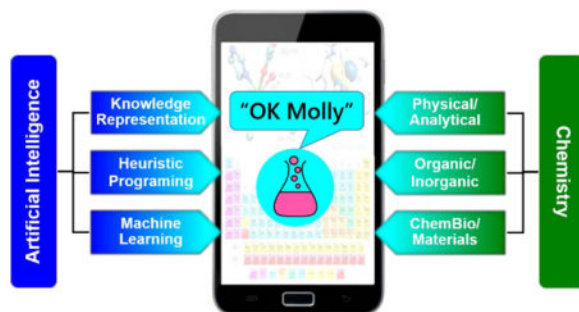 Artificial Intelligence
Knowledge
Representation
Heuristic
Programing
Machine
Learning
“OK Molly”
Physical/
Analytical
Organic/
Inorganic
ChemBio/
Materials
Chemistry